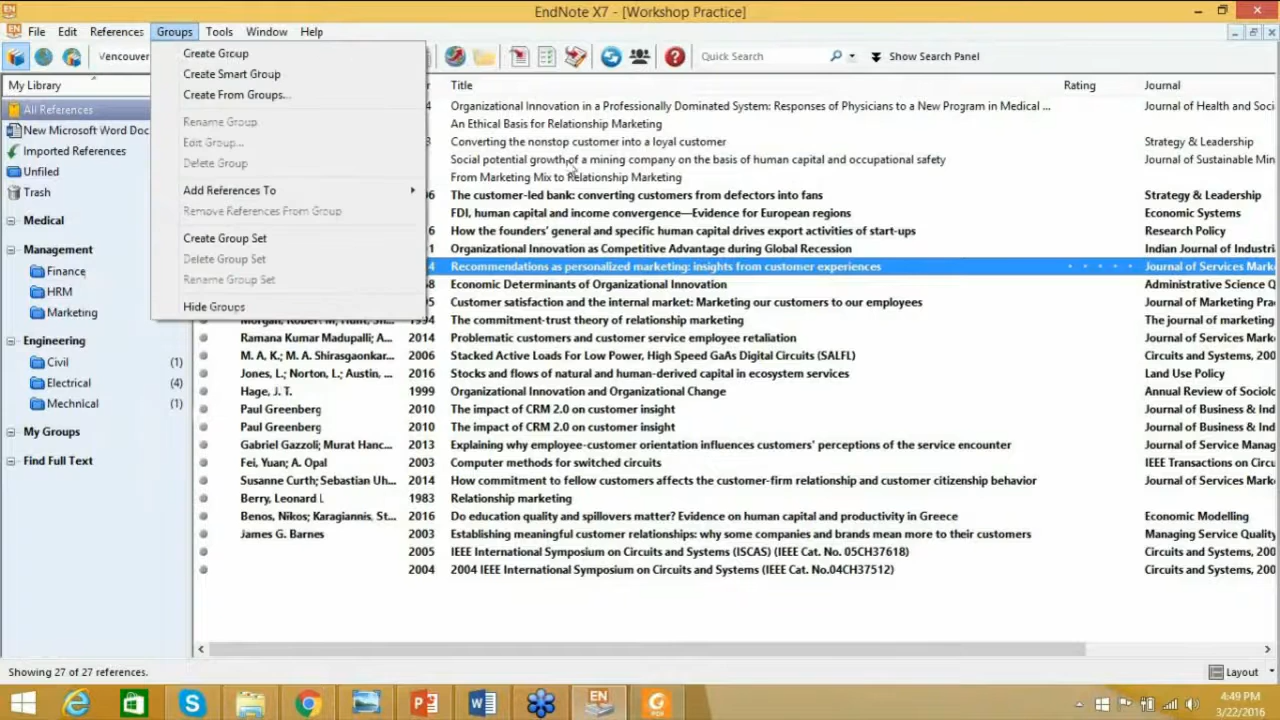 EN EndNote X7 - [Workshop Practice]
File Edit References Groups Tools Window Help
Vancouver Quick Search Show Search Panel
My Library r Title Rating Journal
All References
New Microsoft Word Doc
Imported References
Unfiled
Trash
Medical
Management
Finance
HRM
Marketing
Engineering
Civil (1)
Electrical (4)
Mechnical (1)
My Groups
Find Full Text
Create Group
Create Smart Group
Create From Groups...
Rename Group
Edit Group...
Delete Group
Add References To
Remove References From Group
Create Group Set
Delete Group Set
Rename Group Set
Hide Groups
4 Organizational Innovation in a Professionally Dominated System: Responses of Physicians to a New Program in Medical ... Journal of Health and Soci
An Ethical Basis for Relationship Marketing
3 Converting the nonstop customer into a loyal customer Strategy & Leadership
Social potential growth of a mining company on the basis of human capital and occupational safety Journal of Sustainable Min
From Marketing Mix to Relationship Marketing
6 The customer-led bank: converting customers from defectors into fans Strategy & Leadership
FDI, human capital and income convergence—Evidence for European regions Economic Systems
6 How the founders' general and specific human capital drives export activities of start-ups Research Policy
1 Organizational Innovation as Competitive Advantage during Global Recession Indian Journal of Industri
4 Recommendations as personalized marketing: insights from customer experiences Journal of Services Mark
8 Economic Determinants of Organizational Innovation Administrative Science Q
5 Customer satisfaction and the internal market: Marketing our customers to our employees Journal of Marketing Pra
Morgan, Robert M; Hunt, Sh... 1994 The commitment-trust theory of relationship marketing The journal of marketing
Ramana Kumar Madupalli; A... 2014 Problematic customers and customer service employee retaliation Journal of Services Mark
M. A, K.; M. A. Shirasgaonkar... 2006 Stacked Active Loads For Low Power, High Speed GaAs Digital Circuits (SALFL) Circuits and Systems, 200
Jones, L.; Norton, L.; Austin, ... 2016 Stocks and flows of natural and human-derived capital in ecosystem services Land Use Policy
Hage, J. T. 1999 Organizational Innovation and Organizational Change Annual Review of Sociolo
Paul Greenberg 2010 The impact of CRM 2.0 on customer insight Journal of Business & Ind
Paul Greenberg 2010 The impact of CRM 2.0 on customer insight Journal of Business & Ind
Gabriel Gazzoli; Murat Hanc... 2013 Explaining why employee-customer orientation influences customers' perceptions of the service encounter Journal of Service Manag
Fei, Yuan; A. Opal 2003 Computer methods for switched circuits IEEE Transactions on Circu
Susanne Curth; Sebastian Uh... 2014 How commitment to fellow customers affects the customer-firm relationship and customer citizenship behavior Journal of Services Mark
Berry, Leonard L 1983 Relationship marketing
Benos, Nikos; Karagiannis, St... 2016 Do education quality and spillovers matter? Evidence on human capital and productivity in Greece Economic Modelling
James G. Barnes 2003 Establishing meaningful customer relationships: why some companies and brands mean more to their customers Managing Service Quality
2005 IEEE International Symposium on Circuits and Systems (ISCAS) (IEEE Cat. No. 05CH37618) Circuits and Systems, 200
2004 2004 IEEE International Symposium on Circuits and Systems (IEEE Cat. No.04CH37512) Circuits and Systems, 200
Showing 27 of 27 references. Layout
EN
4:49 PM
3/22/2016